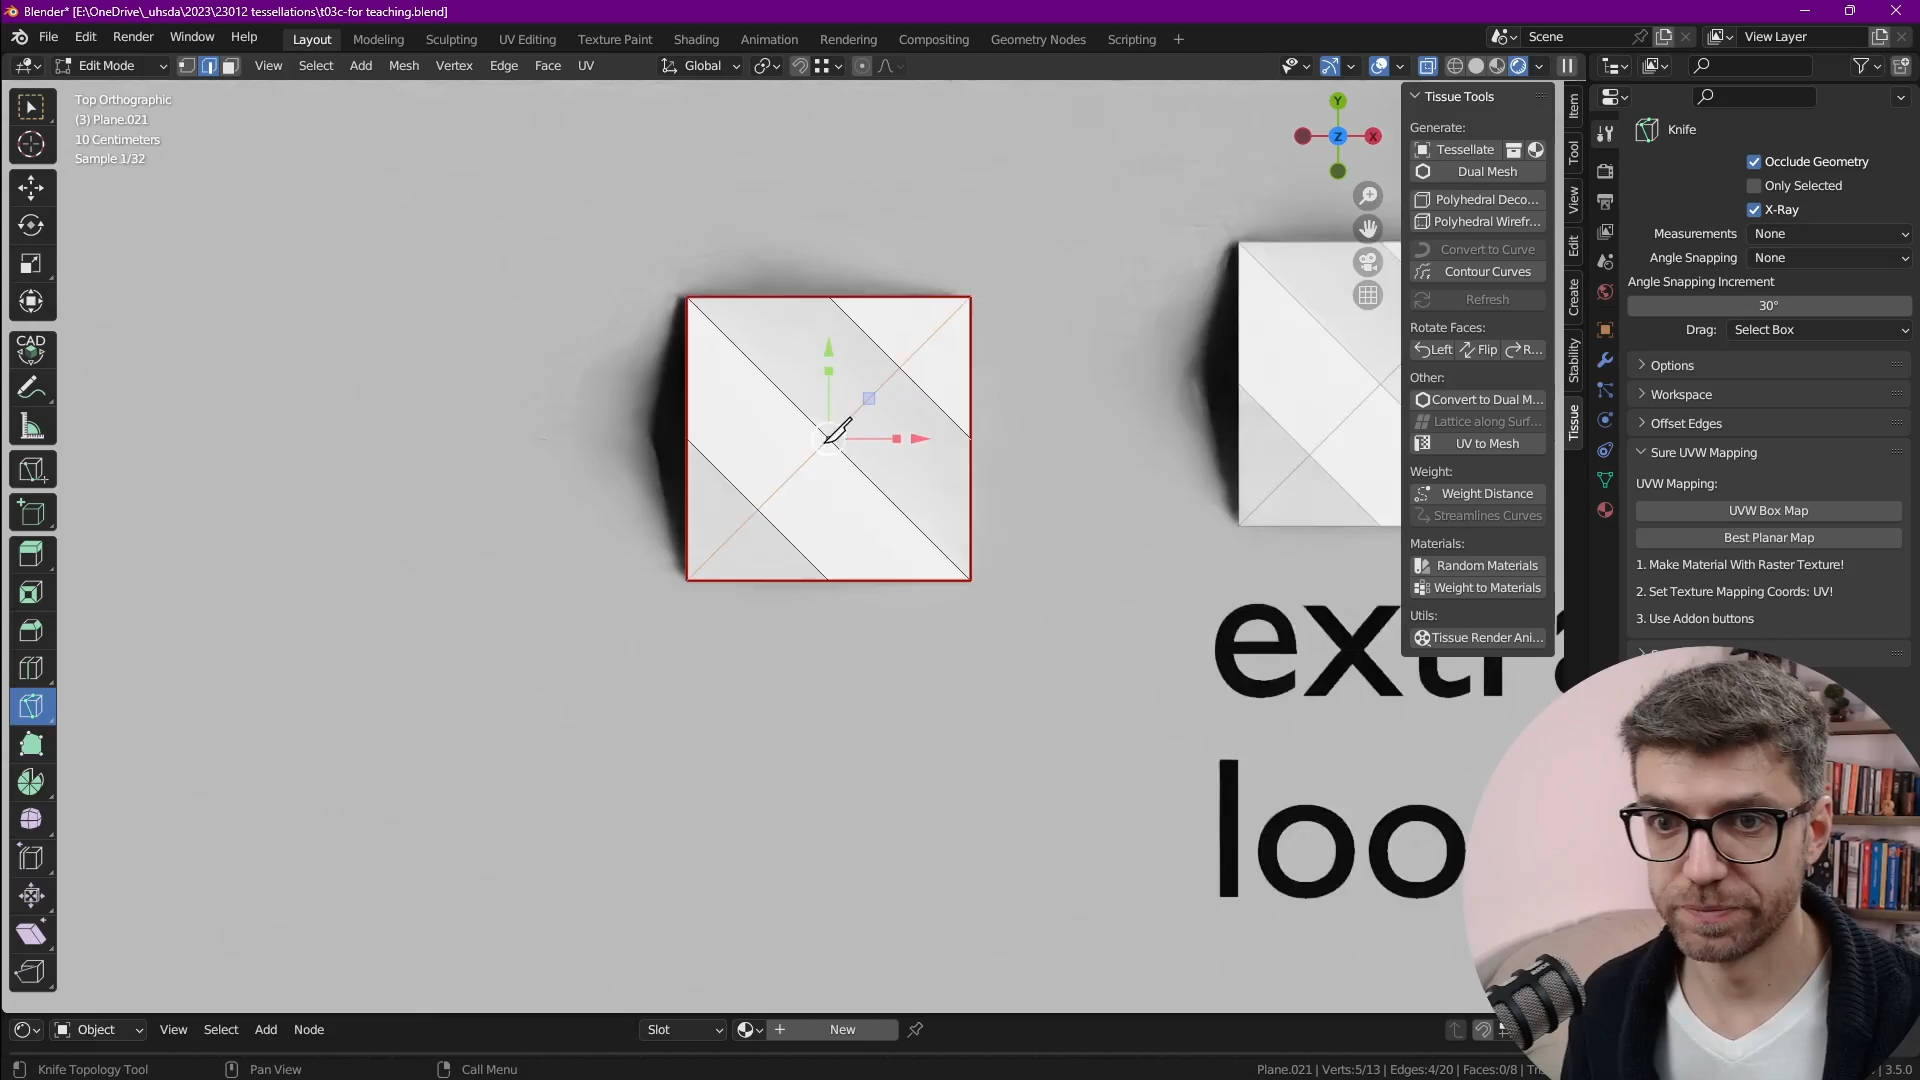 Blender* [E:\OneDrive\_uhsda\2023\23012 tessellations\t03c-for teaching.blend]
File Edit Render Window Help Layout Modeling Sculpting UV Editing Texture Paint Shading Animation Rendering Compositing Geometry Nodes Scripting + Scene View Layer
Edit Mode View Select Add Mesh Vertex Edge Face UV Global
Top Orthographic
(3) Plane.021
10 Centimeters
Sample 1/32
CAD
Y
X
Z
Tissue Tools
Generate:
Tessellate
Dual Mesh
Polyhedral Deco...
Polyhedral Wirefr...
Convert to Curve
Contour Curves
Refresh
Rotate Faces:
Left Flip R...
Other:
Convert to Dual M...
Lattice along Surf...
UV to Mesh
Weight:
Weight Distance
Streamlines Curves
Materials:
Random Materials
Weight to Materials
Utils:
Tissue Render Ani...
Item
Tool
View
Edit
Create
Stability
Tissue
Knife
Occlude Geometry
Only Selected
X-Ray
Measurements None
Angle Snapping None
Angle Snapping Increment
30°
Drag: Select Box
Options
Workspace
Offset Edges
Sure UVW Mapping
UVW Mapping:
UVW Box Map
Best Planar Map
1. Make Material With Raster Texture!
2. Set Texture Mapping Coords: UV!
3. Use Addon buttons
extra
loo
Object View Select Add Node Slot + New
Knife Topology Tool Pan View Call Menu Plane.021 | Verts:5/13 | Edges:4/20 | Faces:0/8 | Tri 3.5.0